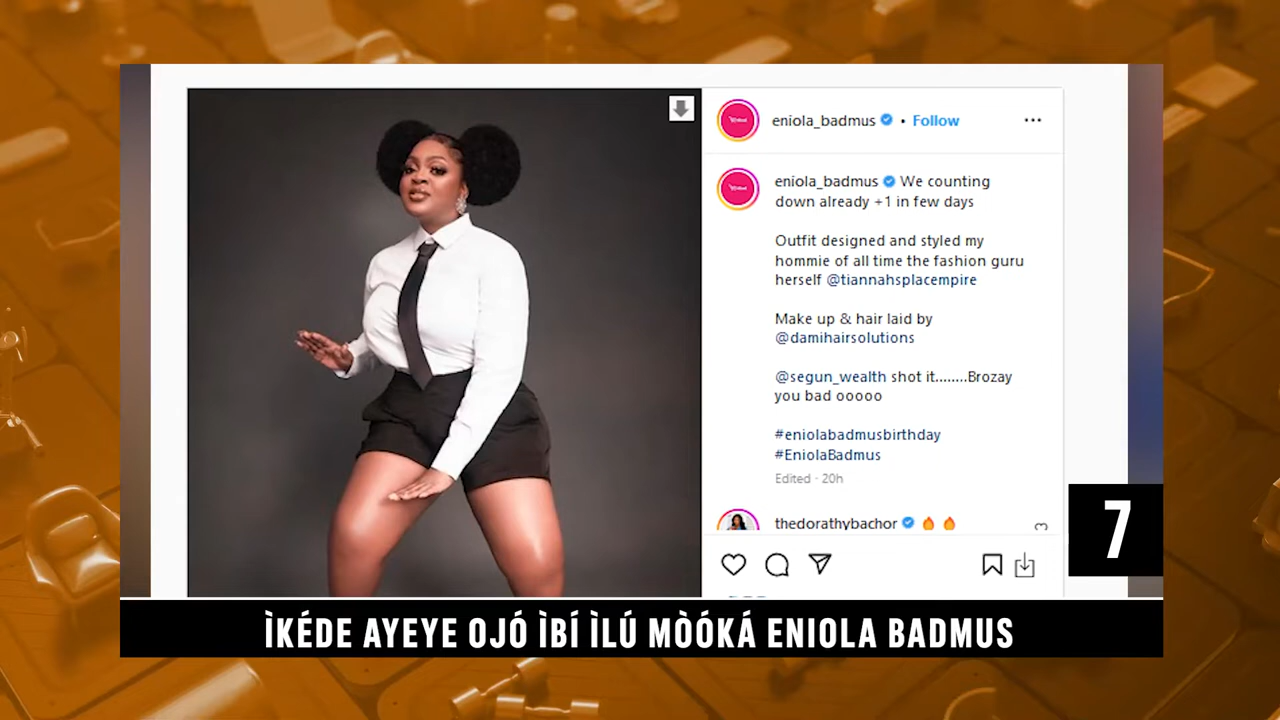 eniola_badmus • Follow
eniola_badmus We counting
down already +1 in few days
Outfit designed and styled my
hommie of all time the fashion guru
herself @tiannahsplacempire
Make up & hair laid by
@damihairsolutions
@segun_wealth shot it........Brozay
you bad ooooo
#eniolabadmusbirthday
#EniolaBadmus
Edited · 20h
thedorathybachor
7
ÌKÉDE AYEYE OJÓ ÌBÍ ÌLÚ MÒÓKÁ ENIOLA BADMUS